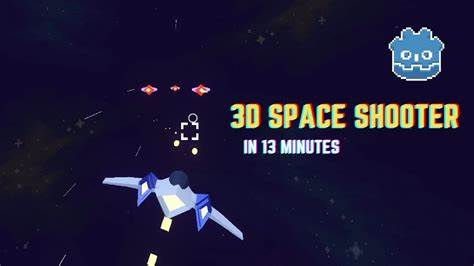 3D SPACE SHOOTER
IN 13 MINUTES